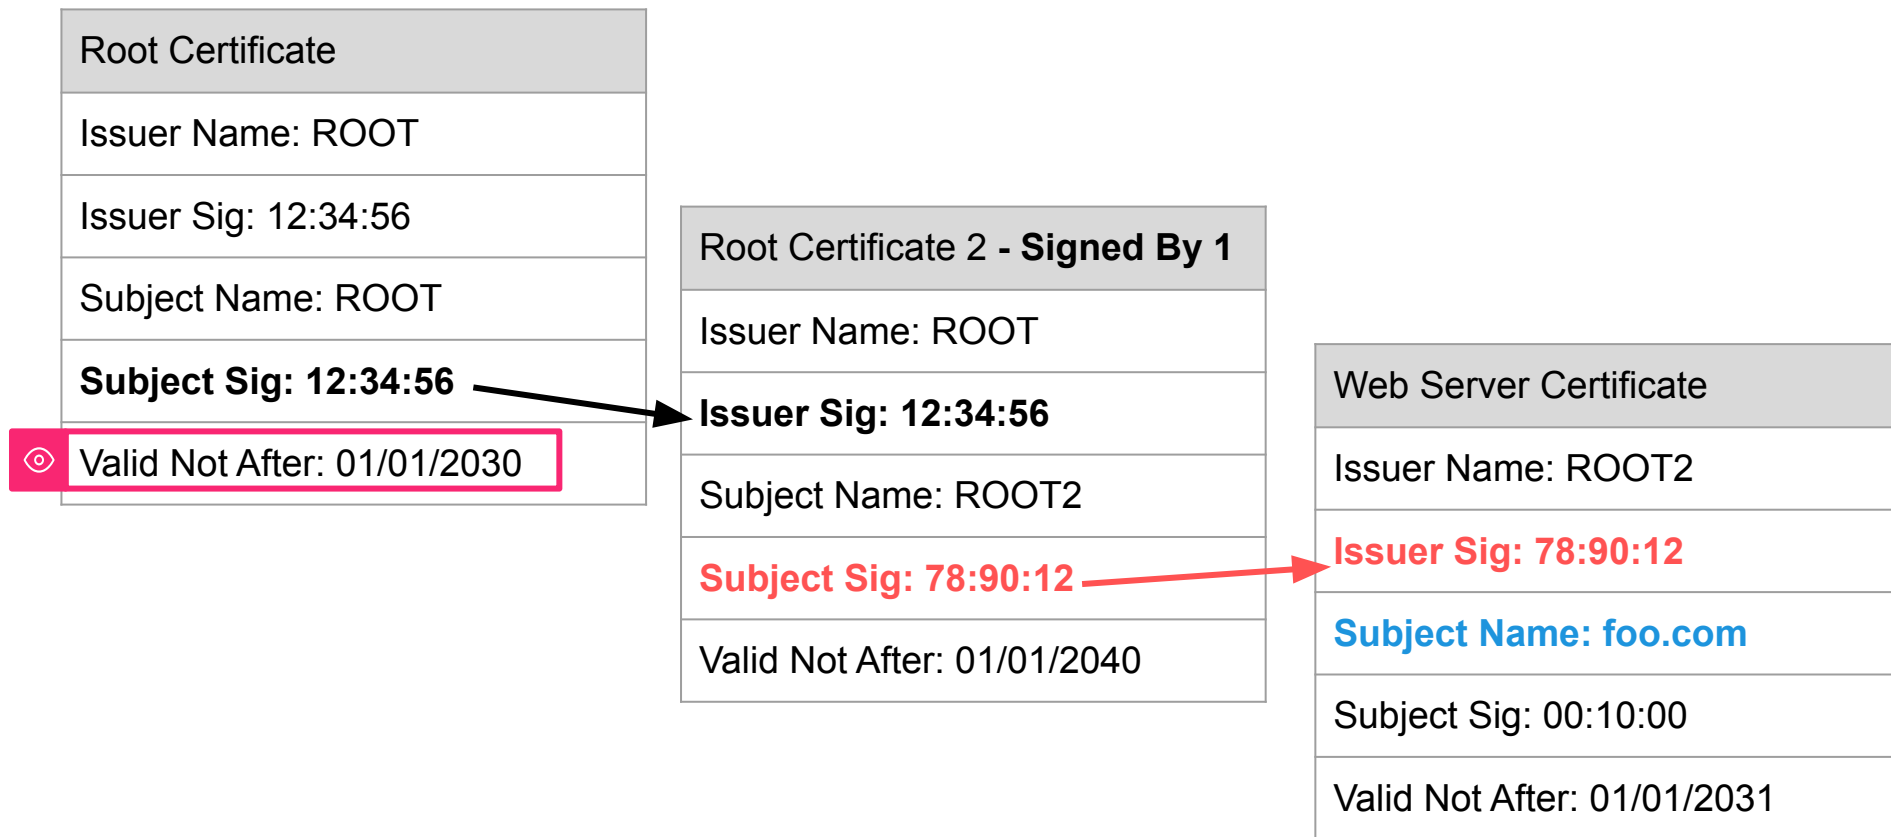 Root Certificate
Issuer Name: ROOT
Issuer Sig: 12:34:56
Subject Name: ROOT
Subject Sig: 12:34:56
Valid Not After: 01/01/2030
Root Certificate 2 - Signed By 1
Issuer Name: ROOT
Issuer Sig: 12:34:56
Subject Name: ROOT2
Subject Sig: 78:90:12
Valid Not After: 01/01/2040
Web Server Certificate
Issuer Name: ROOT2
Issuer Sig: 78:90:12
Subject Name: foo.com
Subject Sig: 00:10:00
Valid Not After: 01/01/2031